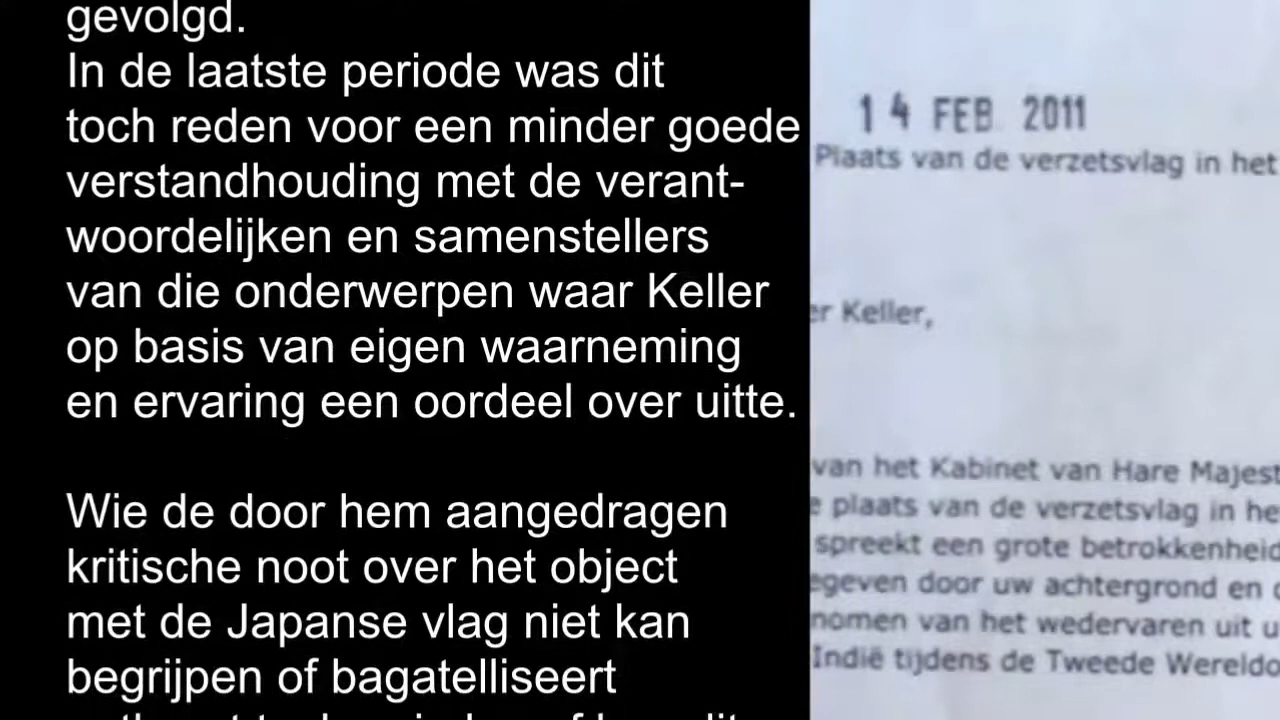 gevolgd.
In de laatste periode was dit
toch reden voor een minder goede
verstandhouding met de verant-
woordelijken en samenstellers
van die onderwerpen waar Keller
op basis van eigen waarneming
en ervaring een oordeel over uitte.
Wie de door hem aangedragen
kritische noot over het object
met de Japanse vlag niet kan
begrijpen of bagatelliseert
14 FEB. 2011
Plaats van de verzetsvlag in het
er Keller,
van het Kabinet van Hare Majest
e plaats van de verzetsvlag in he
spreekt een grote betrokkenheid
egeven door uw achtergrond en
nomen van het wedervaren uit u
Indië tijdens de Tweede Wereldo